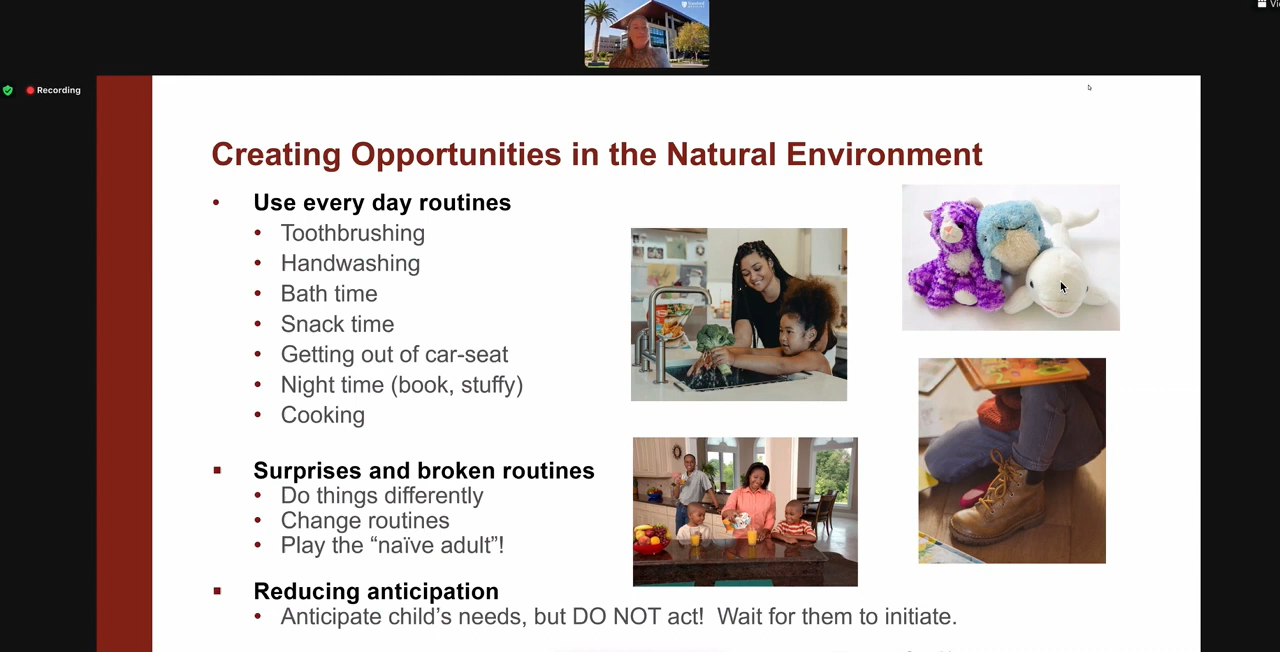 Recording
Creating Opportunities in the Natural Environment
• Use every day routines
• Toothbrushing
• Handwashing
• Bath time
• Snack time
• Getting out of car-seat
• Night time (book, stuffy)
• Cooking
▪ Surprises and broken routines
• Do things differently
• Change routines
• Play the “naïve adult”!
▪ Reducing anticipation
• Anticipate child’s needs, but DO NOT act!  Wait for them to initiate.